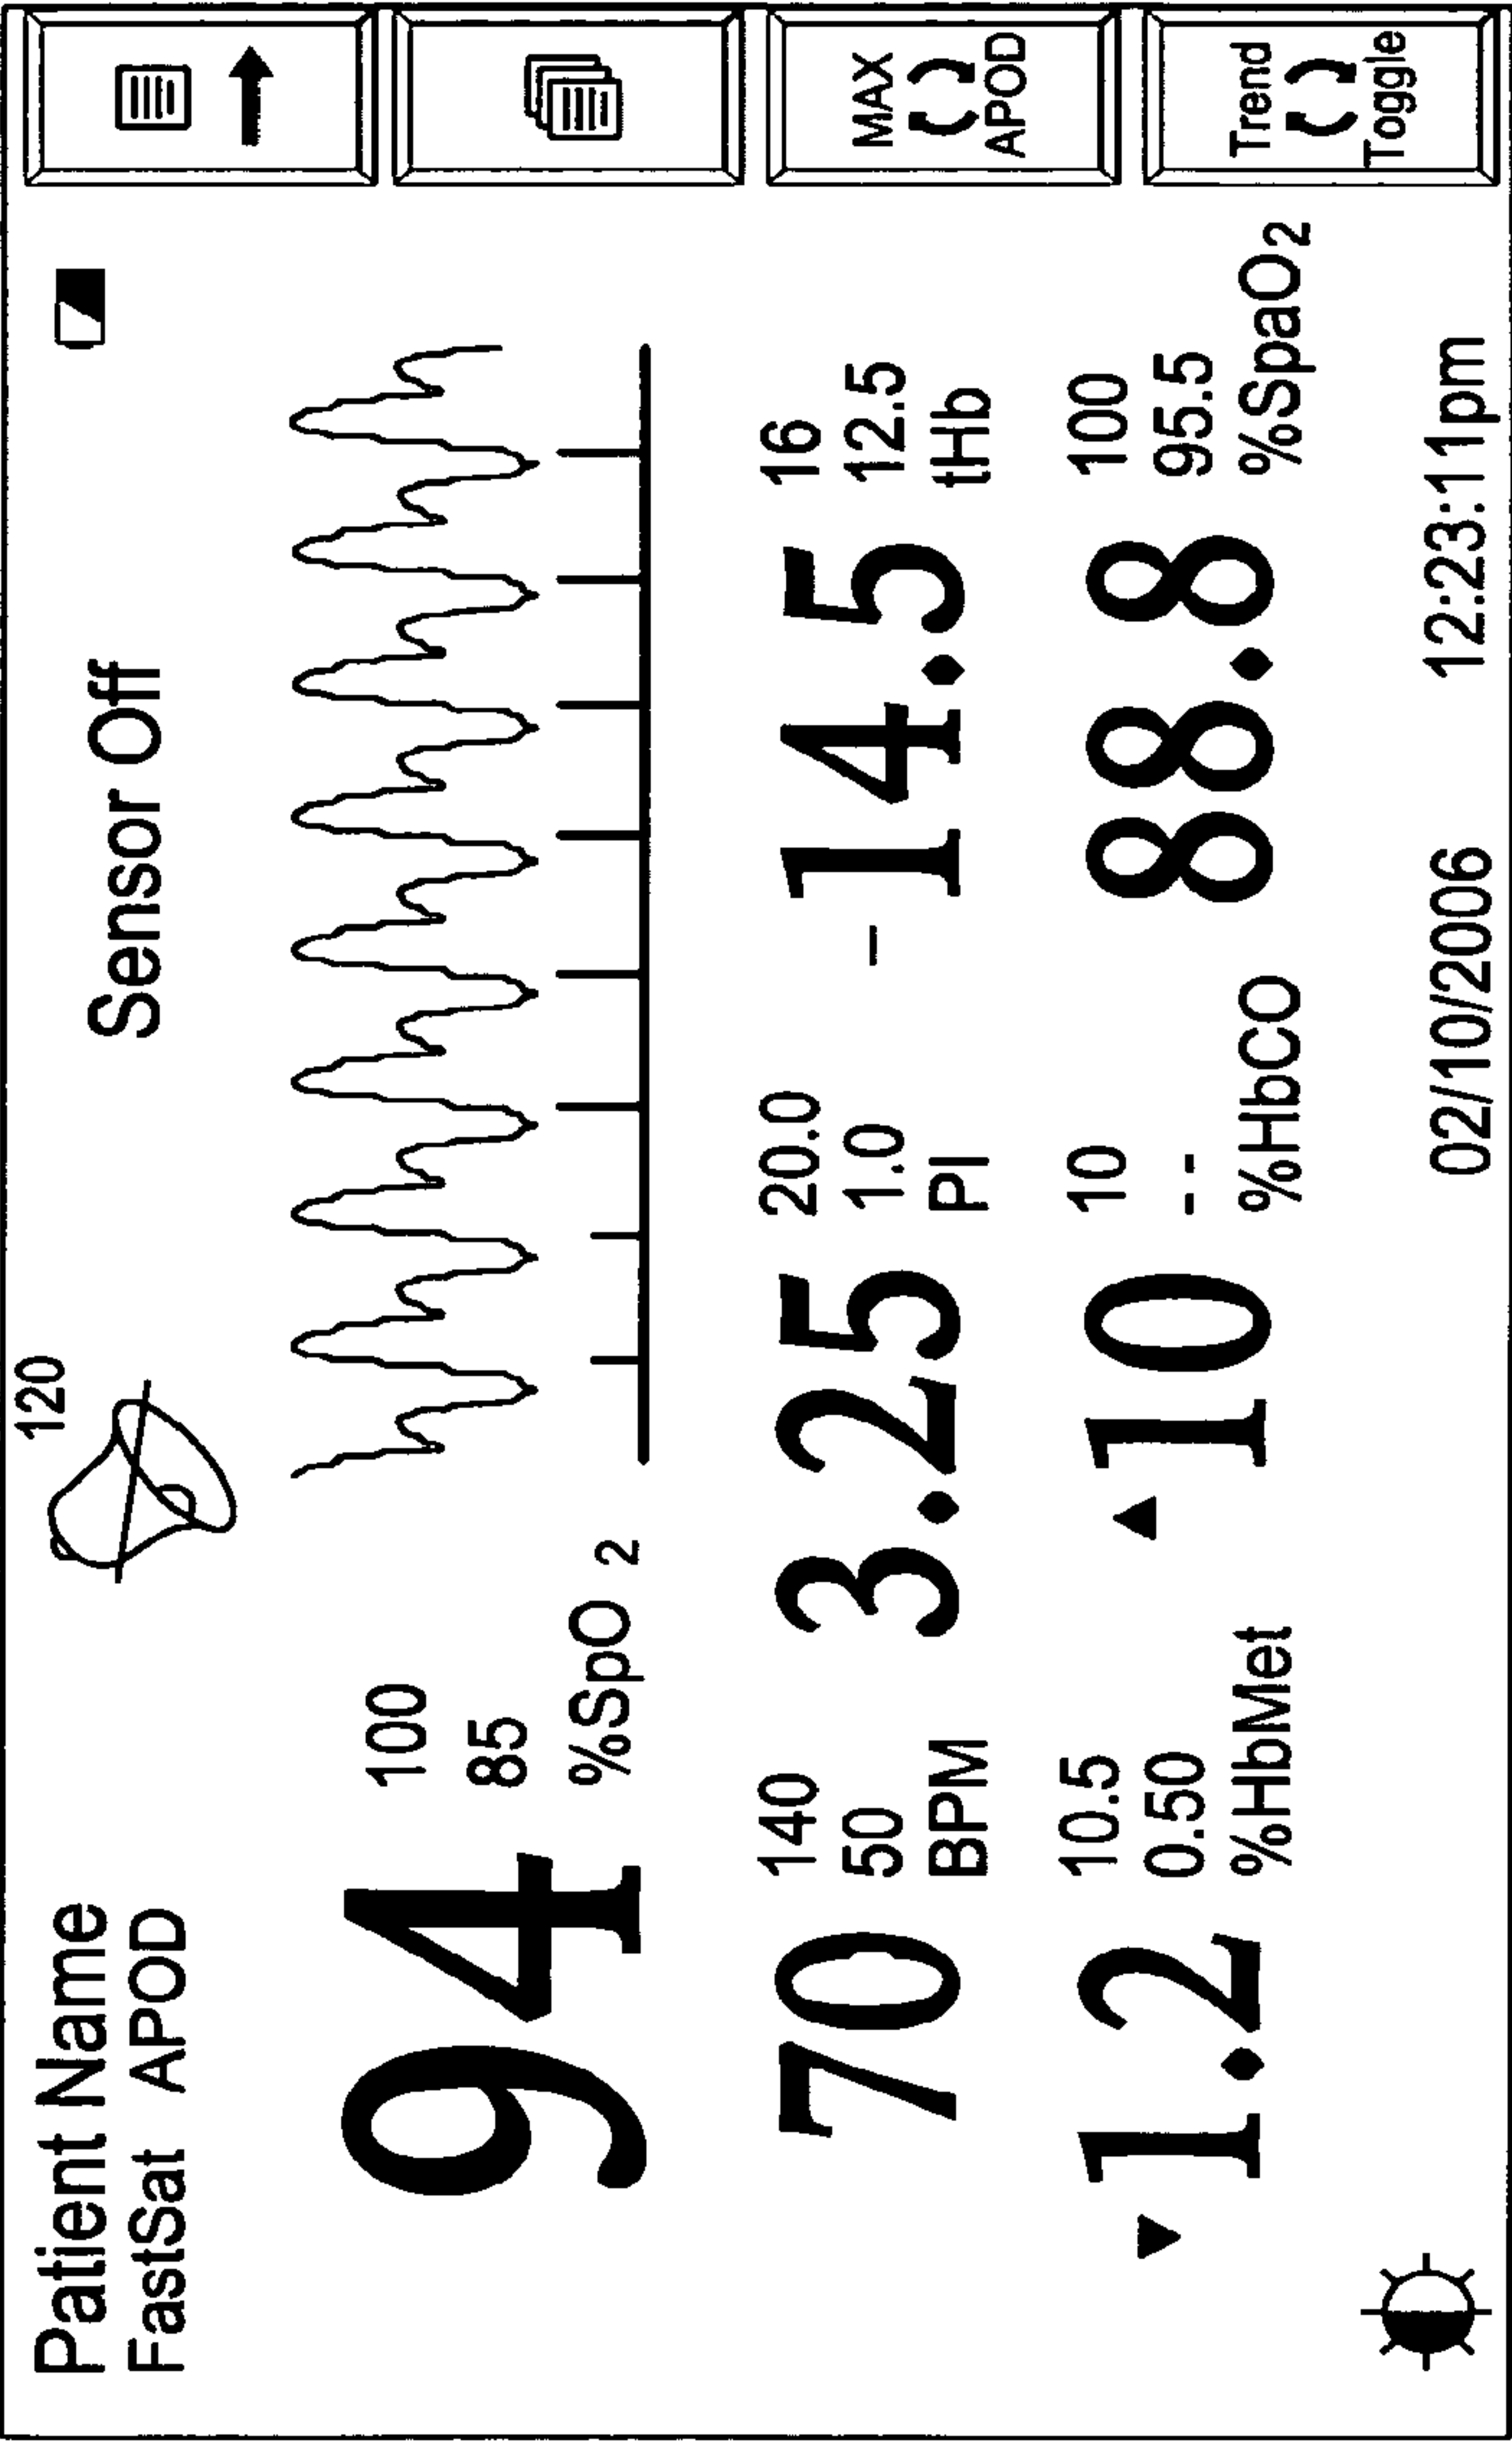 Patient Name
FastSat APOD
120
Sensor Off
94
100
85
%SpO 2
70
140
50
BPM
3.25
20.0
1.0
PI
- 14.5
16
12.5
tHb
1.2
10.5
0.50
%HbMet
10
10
--
%HbCO
88.8
100
95.5
%SpaO2
02/10/2006 12:23:11pm
MAX
APOD
Trend
Toggle